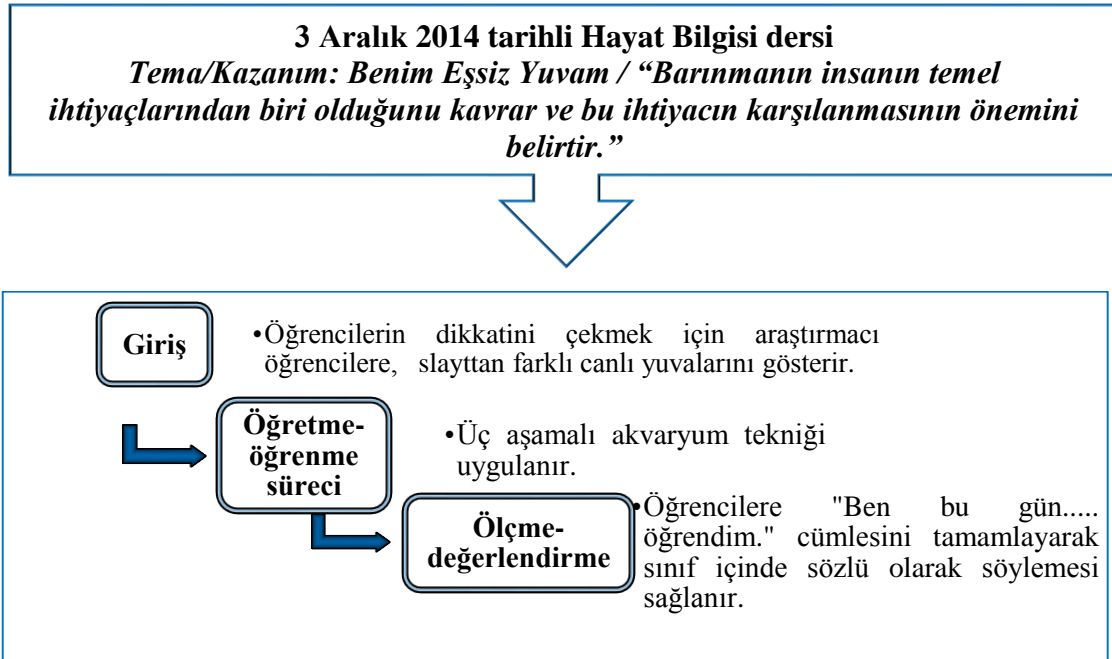 3 Aralık 2014 tarihli Hayat Bilgisi dersi
Tema/Kazanım: Benim Eşsiz Yuvam / “Barınmanın insanın temel
ihtiyaçlarından biri olduğunu kavrar ve bu ihtiyacın karşılanmasının önemini
belirtir.”
Giriş
•Öğrencilerin dikkatini çekmek için araştırmacı
öğrencilere, slayttan farklı canlı yuvalarını gösterir.
Öğretme-
öğrenme
süreci
•Üç aşamalı akvaryum tekniği
uygulanır.
Ölçme-
değerlendirme
•Öğrencilere "Ben bu gün.....
öğrendim." cümlesini tamamlayarak
sınıf içinde sözlü olarak söylemesi
sağlanır.